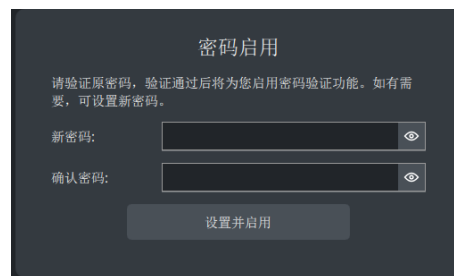 密码启用
请验证原密码，验证通过后将为您启用密码验证功能。如有需
要，可设置新密码。
新密码:
确认密码:
设置并启用